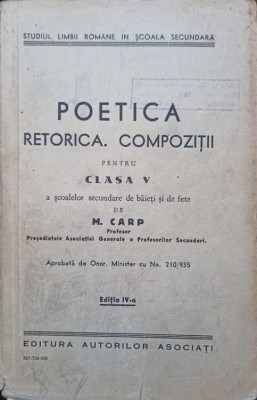 STUDIUL LIMBII ROMANE IN ȘCOALA SECUNDARĂ
POETICA
RETORICA. COMPOZIȚII
PENTRU
CLASA V
a școalelor secundare de băieți și de fete
DE
M. CARP
Profesor
Președintele Asociației Generale a Profesorilor Secundari.
Aprobată de Onor. Minister cu No. 210/935
Ediția IV-a
EDITURA AUTORILOR ASOCIAȚI